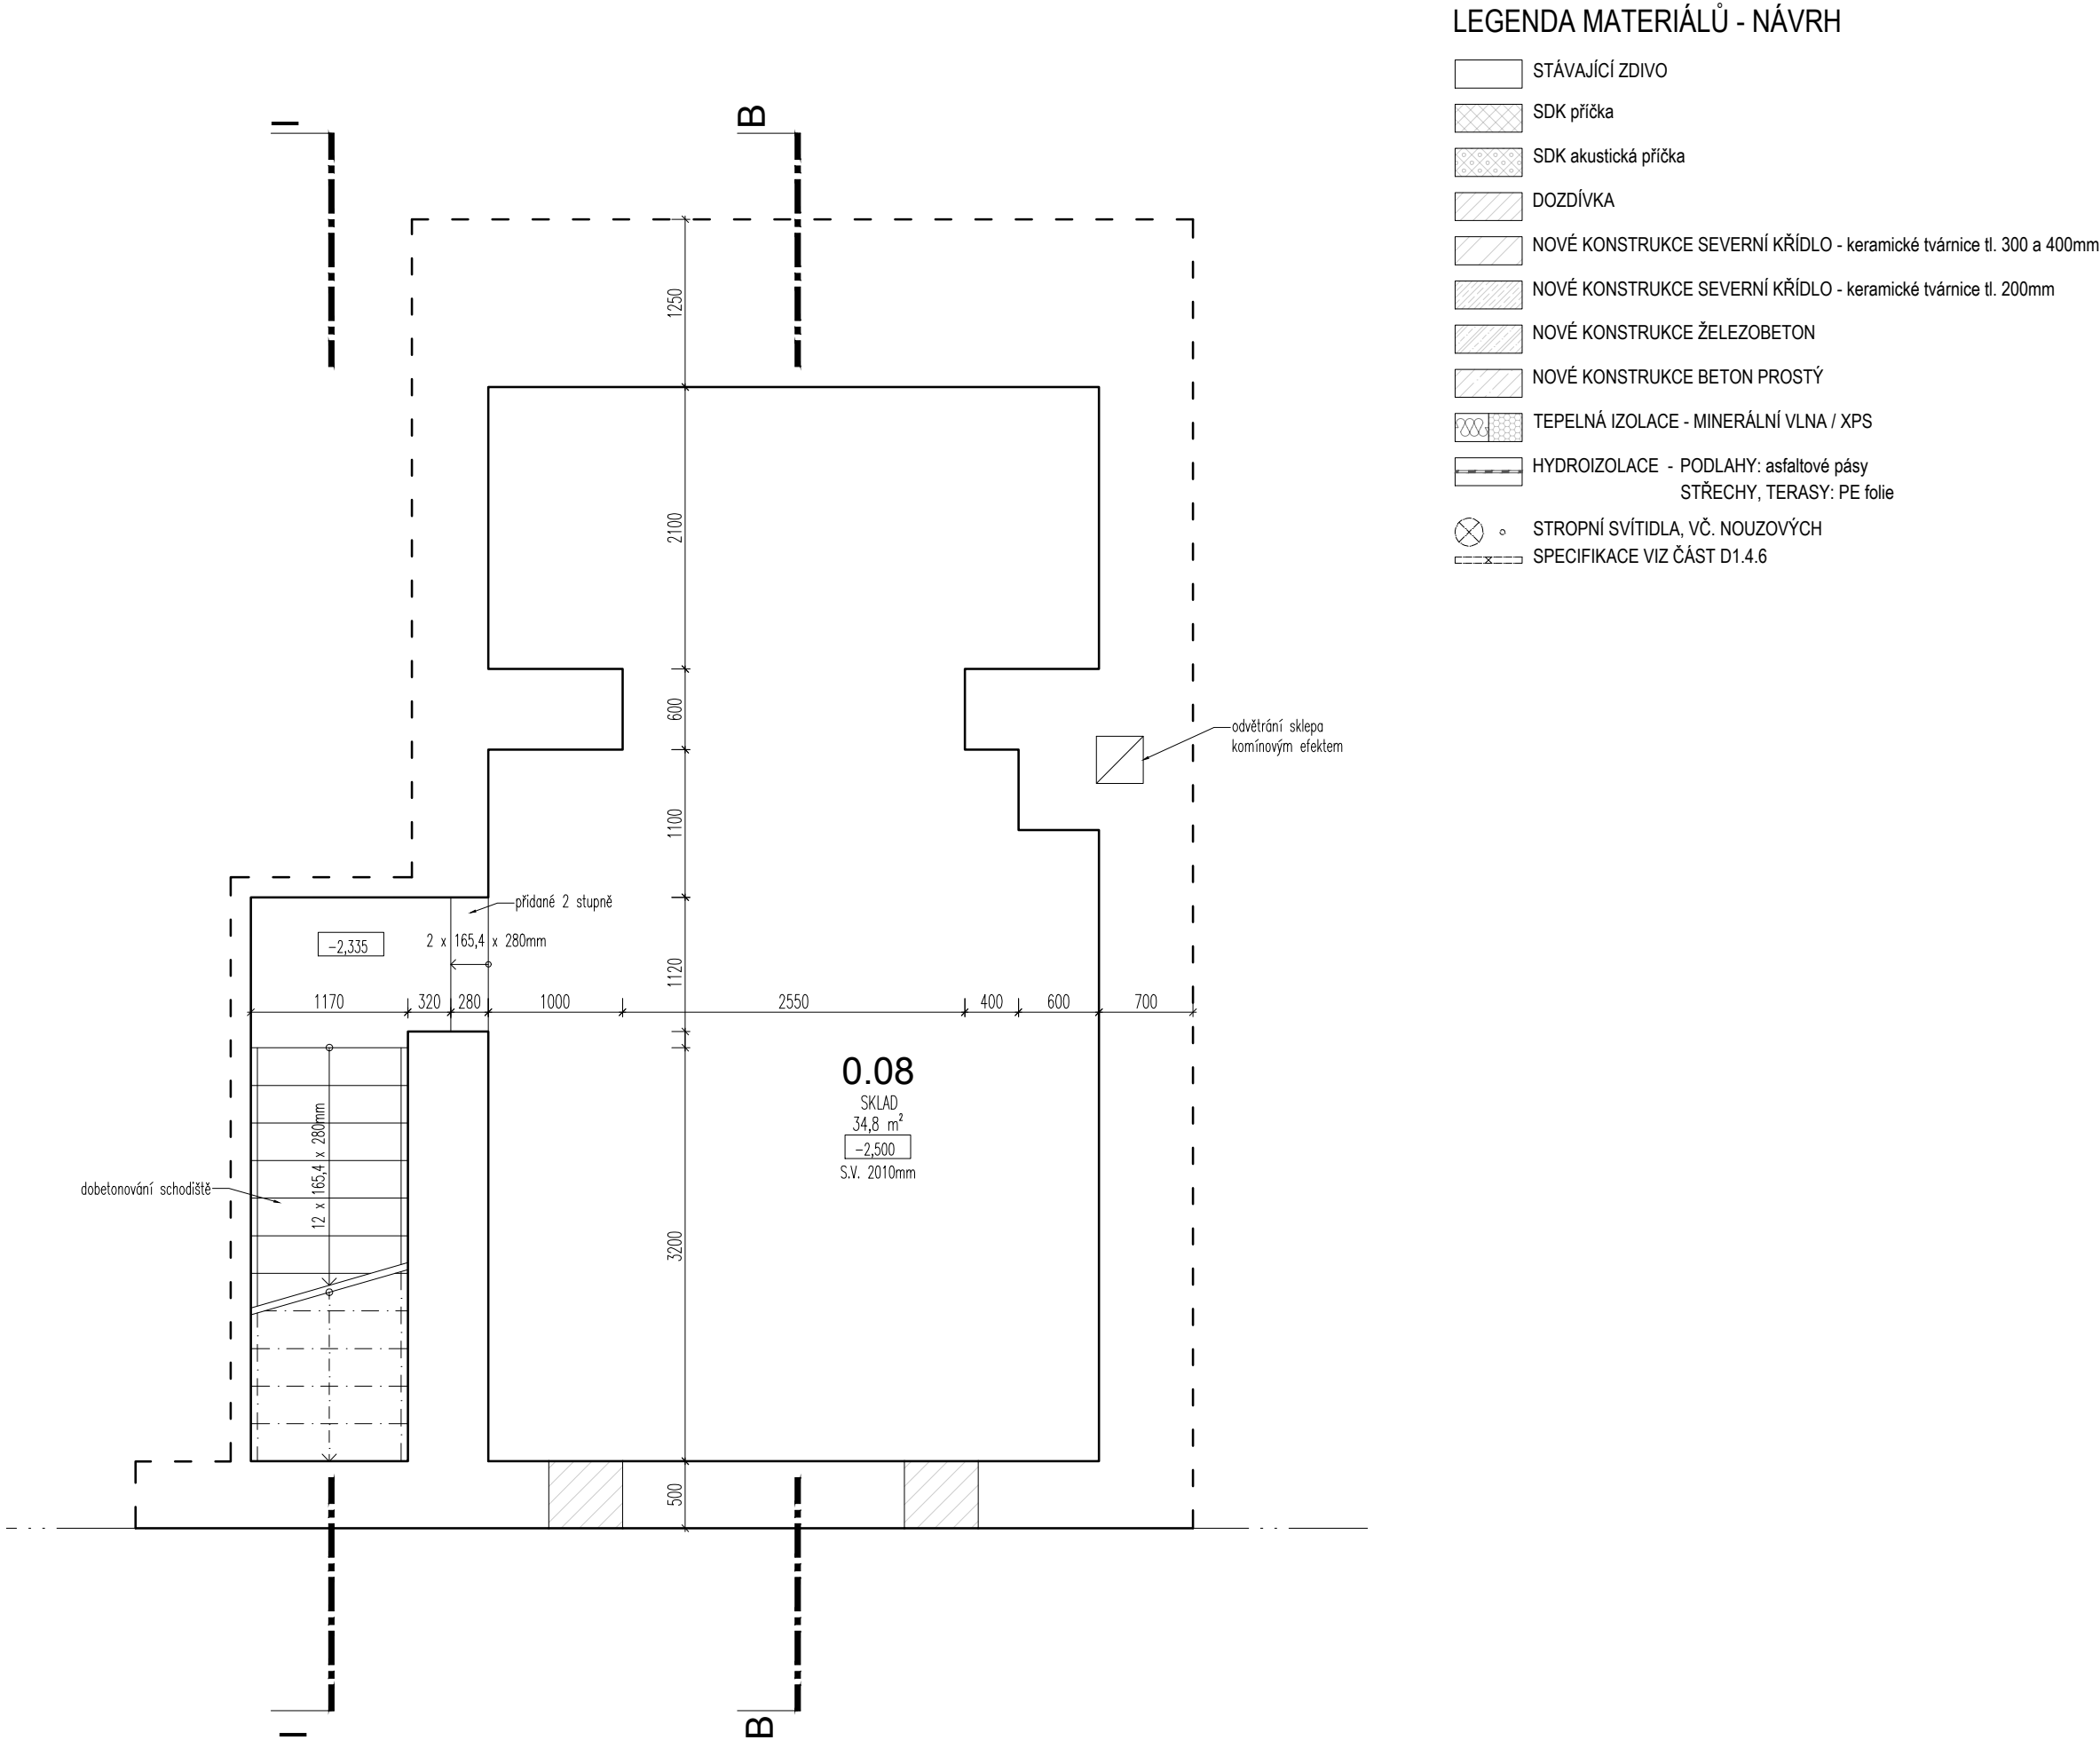 LEGENDA MATERIÁLŮ - NÁVRH
STÁVAJÍCÍ ZDIVO
SDK příčka
SDK akustická příčka
DOZDÍVKA
NOVÉ KONSTRUKCE SEVERNÍ KŘÍDLO - keramické tvárnice tl. 300 a 400mm
NOVÉ KONSTRUKCE SEVERNÍ KŘÍDLO - keramické tvárnice tl. 200mm
NOVÉ KONSTRUKCE ŽELEZOBETON
NOVÉ KONSTRUKCE BETON PROSTÝ
TEPELNÁ IZOLACE - MINERÁLNÍ VLNA / XPS
HYDROIZOLACE - PODLAHY: asfaltové pásy
STŘECHY, TERASY: PE folie
STROPNÍ SVÍTIDLA, VČ. NOUZOVÝCH
SPECIFIKACE VIZ ČÁST D1.4.6
I
B
1250
2100
600
odvětrání sklepa
komínovým efektem
1100
přidané 2 stupně
-2,335
2 x 165,4 x 280mm
1120
1170
320
280
1000
2550
400
600
700
0.08
SKLAD
34,8 m²
-2,500
S.V. 2010mm
12 x 165,4 x 280mm
dobetonování schodiště
3200
500
I
B